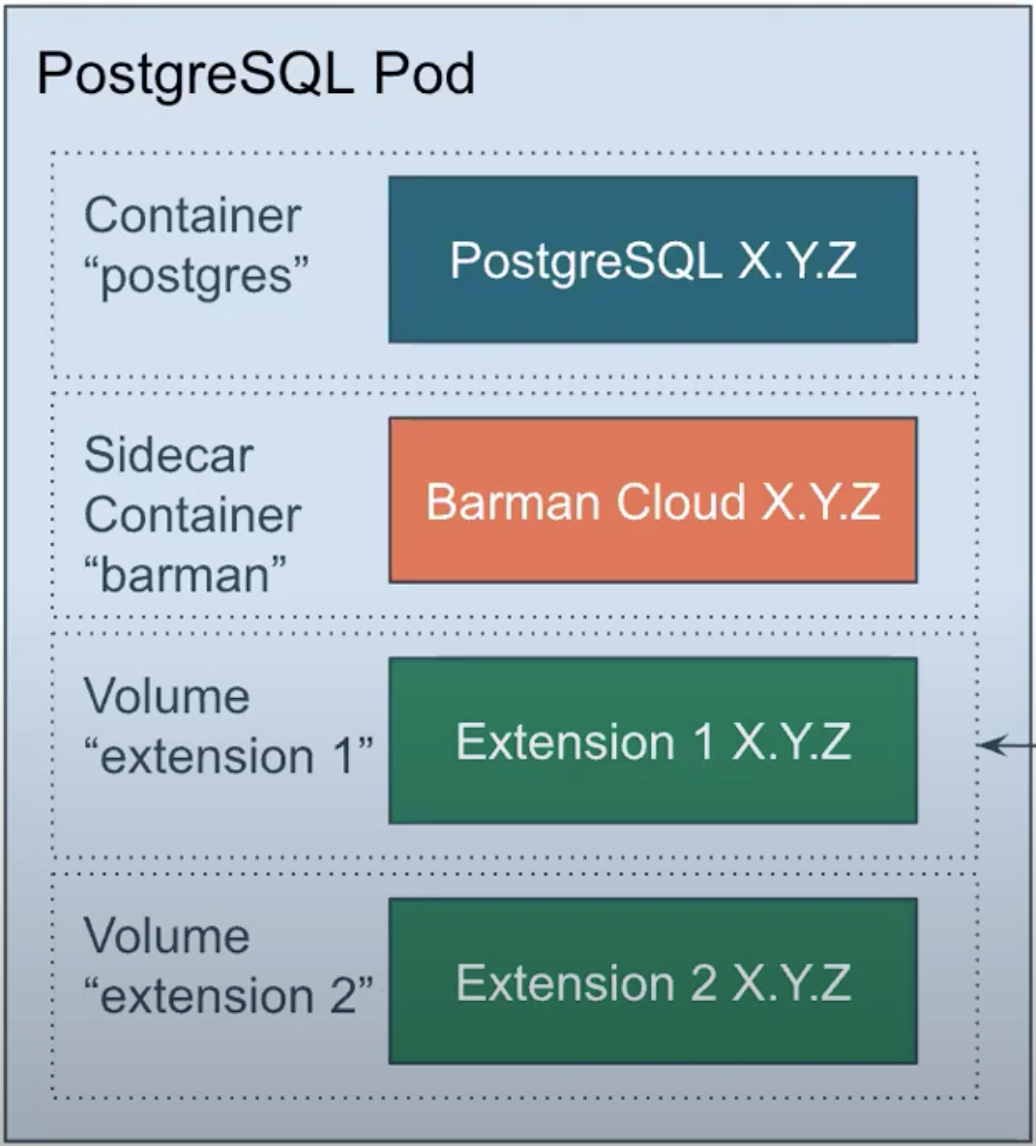 PostgreSQL Pod
Container
“postgres”
PostgreSQL X.Y.Z
Sidecar
Container
“barman”
Barman Cloud X.Y.Z
Volume
“extension 1”
Extension 1 X.Y.Z
Volume
“extension 2”
Extension 2 X.Y.Z